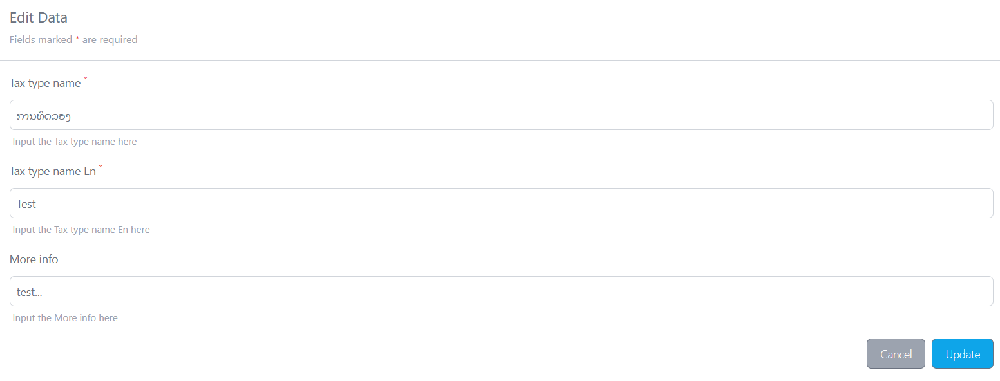 Edit Data
Fields marked * are required
Tax type name *
ການທົດລອງ
Input the Tax type name here
Tax type name En *
Test
Input the Tax type name En here
More info
test...
Input the More info here
Cancel Update